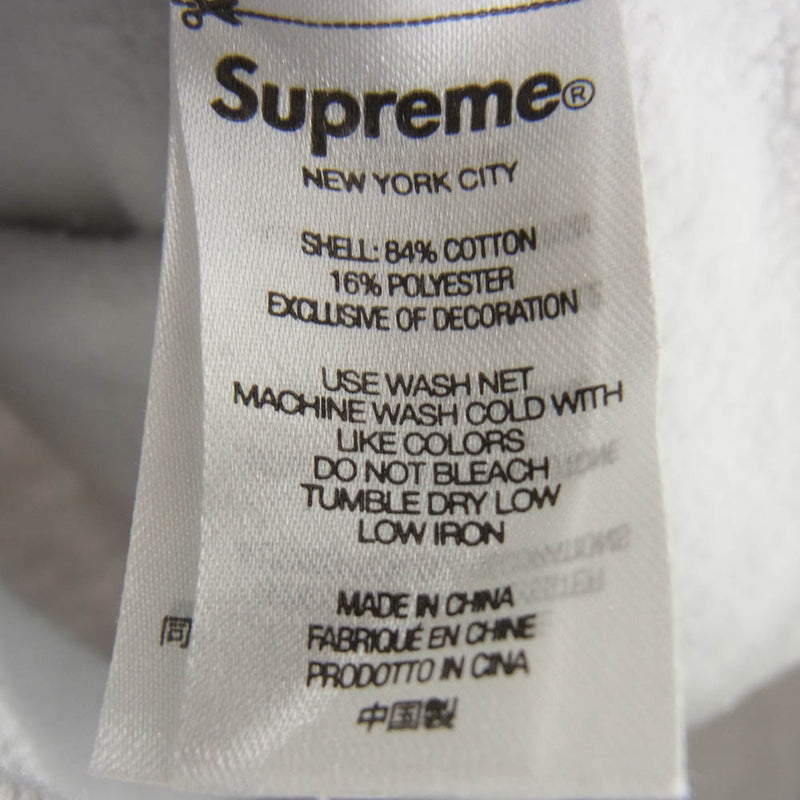 Supreme®
NEW YORK CITY
SHELL: 84% COTTON
16% POLYESTER
EXCLUSIVE OF DECORATION
USE WASH NET
MACHINE WASH COLD WITH
LIKE COLORS
DO NOT BLEACH
TUMBLE DRY LOW
LOW IRON
MADE IN CHINA
FABRIQUÉ EN CHINE
PRODOTTO IN CINA
中国製
同